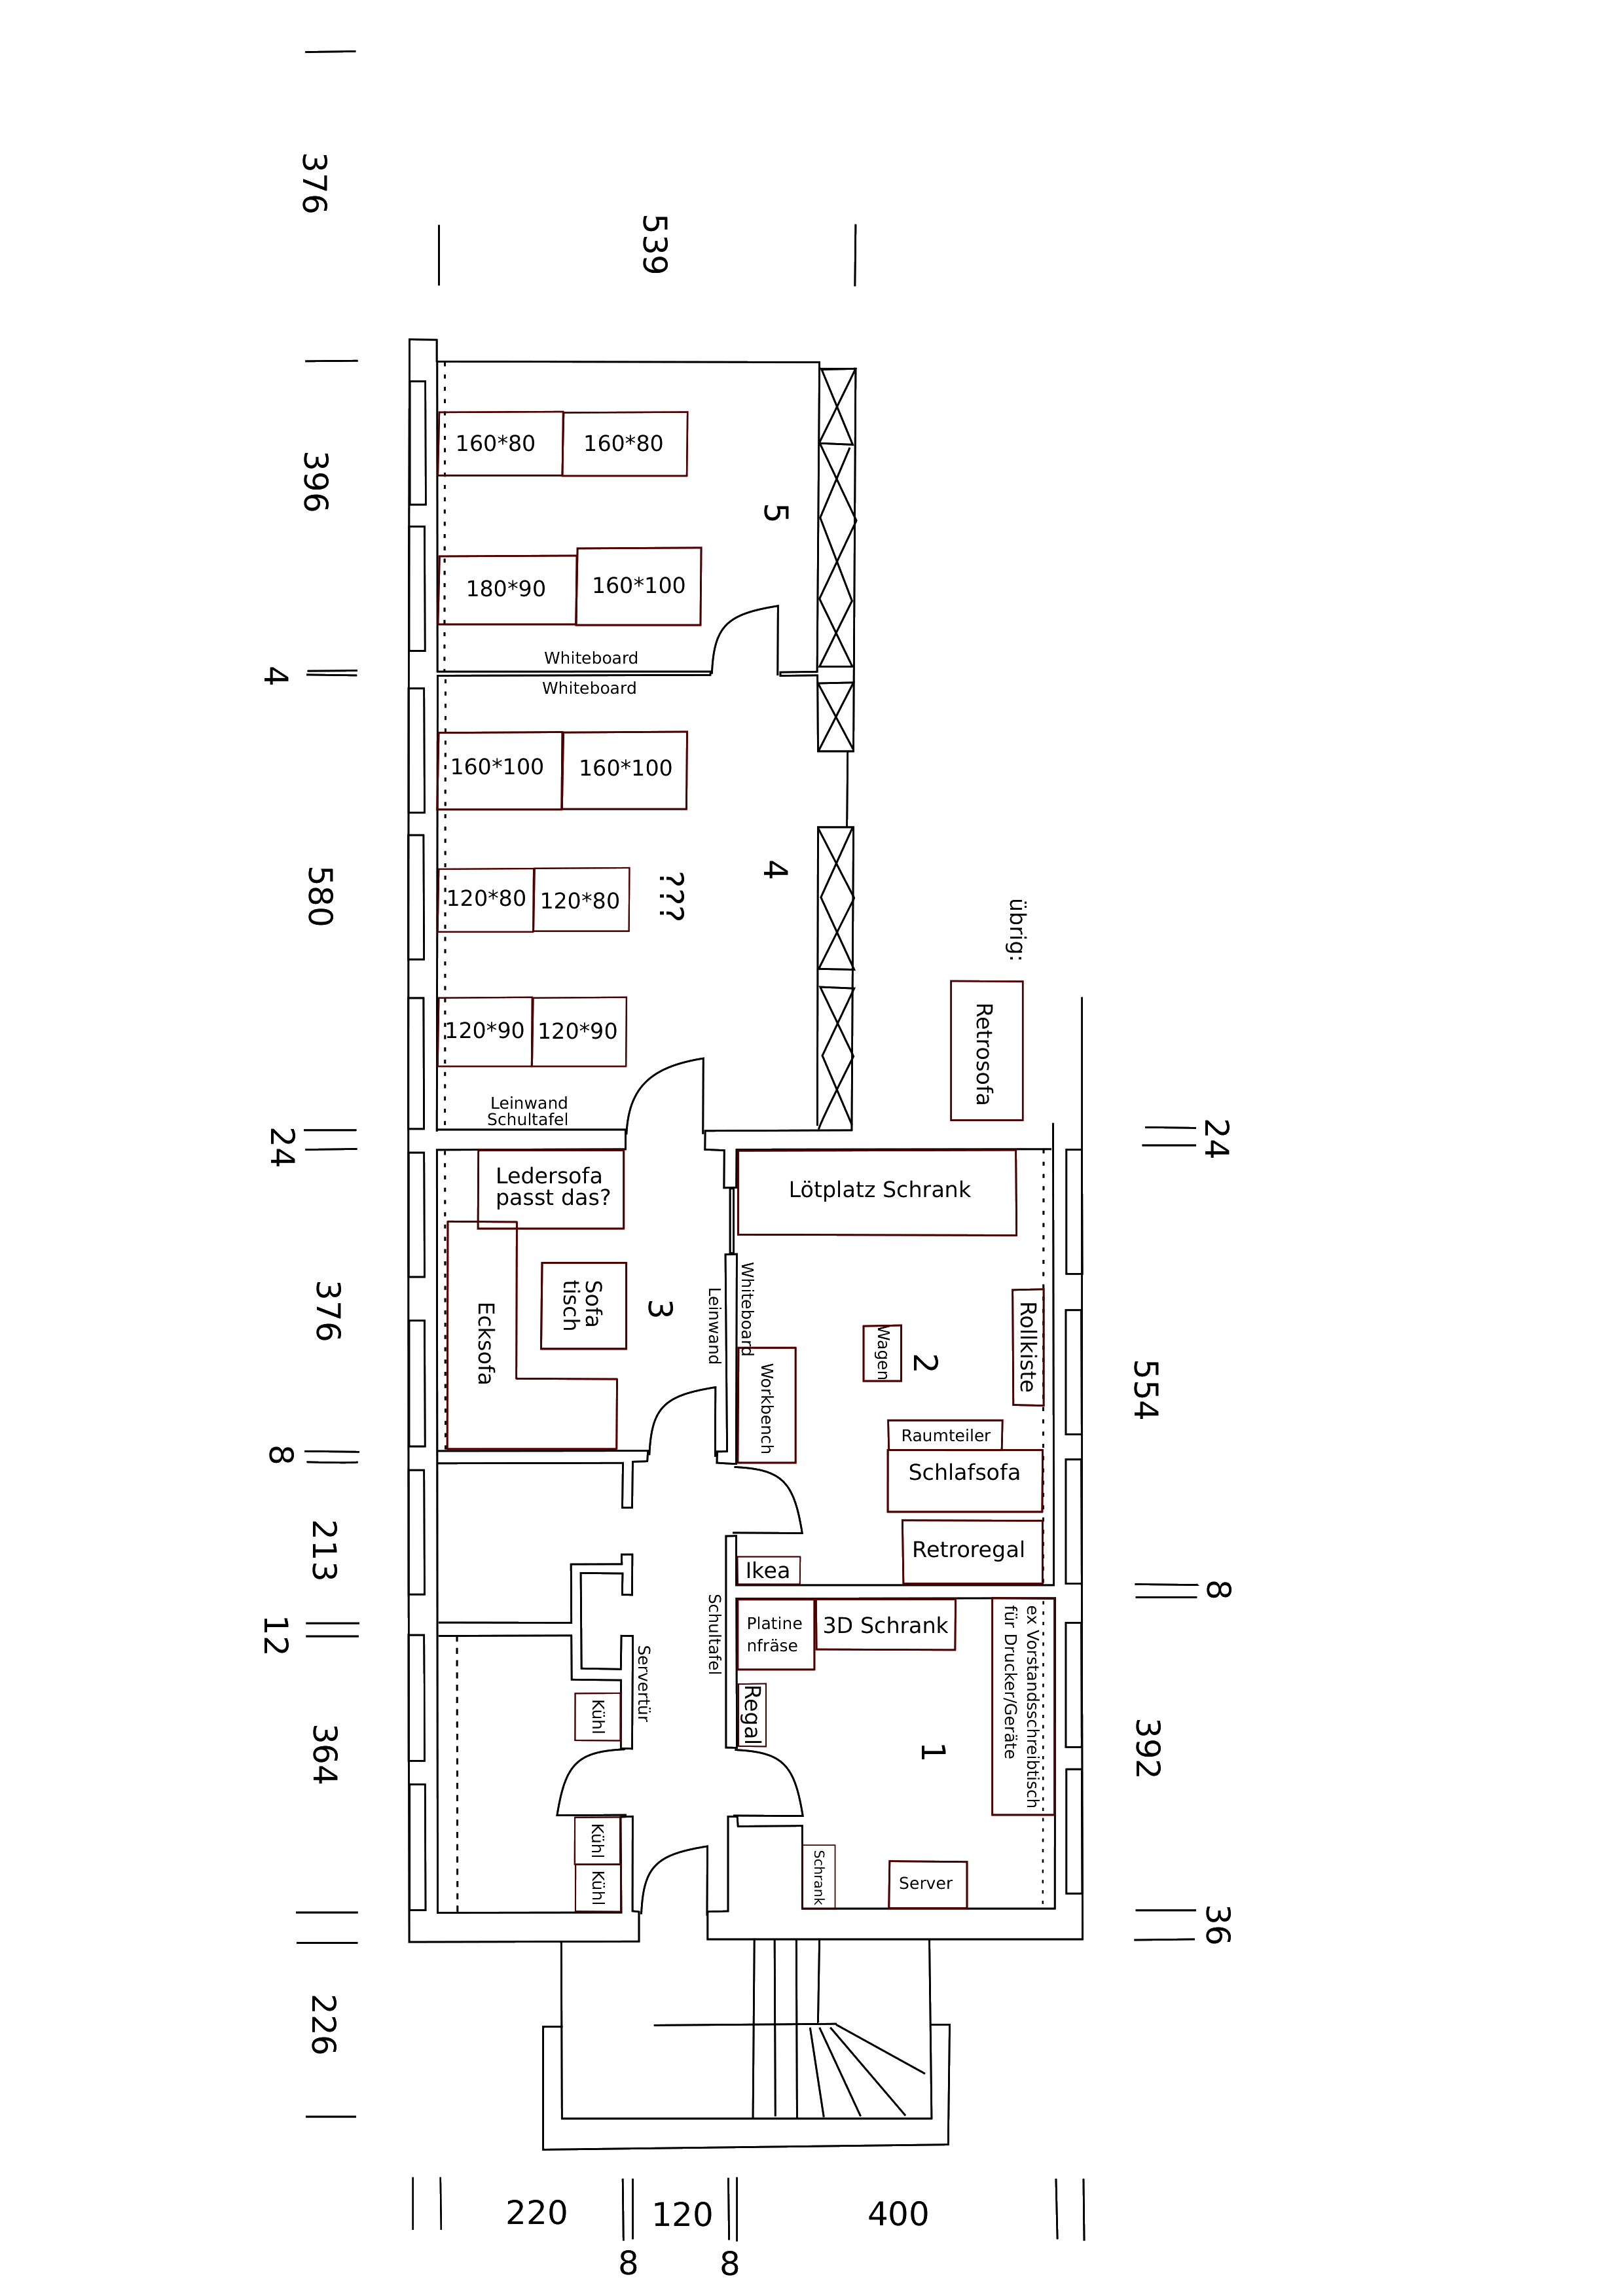 376
539
396
160*80
160*80
5
180*90
160*100
Whiteboard
4
Whiteboard
160*100
160*100
580
120*80
120*80
???
4
übrig:
120*90
120*90
Retrosofa
Leinwand
Schultafel
24
24
Ledersofa
passt das?
Lötplatz Schrank
376
Ecksofa
Sofa
tisch
3
Leinwand
Whiteboard
Workbench
Wagen
2
Rollkiste
554
Raumteiler
8
Schlafsofa
213
Retroregal
Ikea
8
12
Servertür
Schultafel
Platine
nfräse
3D Schrank
ex Vorstandsschreibtisch
für Drucker/Geräte
Kühl
Regal
364
1
392
Kühl
Kühl
Schrank
Server
36
226
220
120
400
8
8